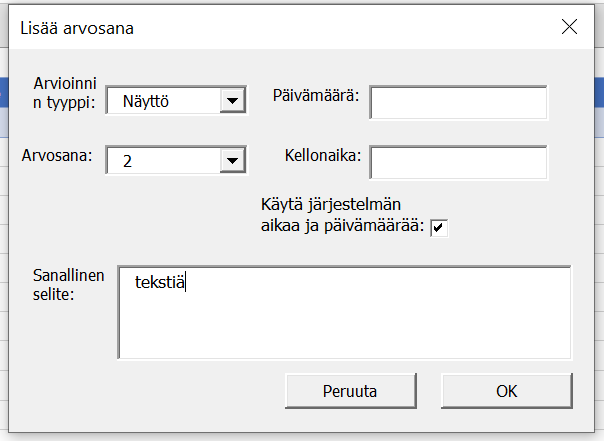 Lisää arvosana
Arvioinni
n tyyppi:
Näyttö
Päivämäärä:
Arvosana:
2
Kellonaika:
Käytä järjestelmän
aikaa ja päivämäärää:
Sanallinen
selite:
tekstiä
Peruuta
OK